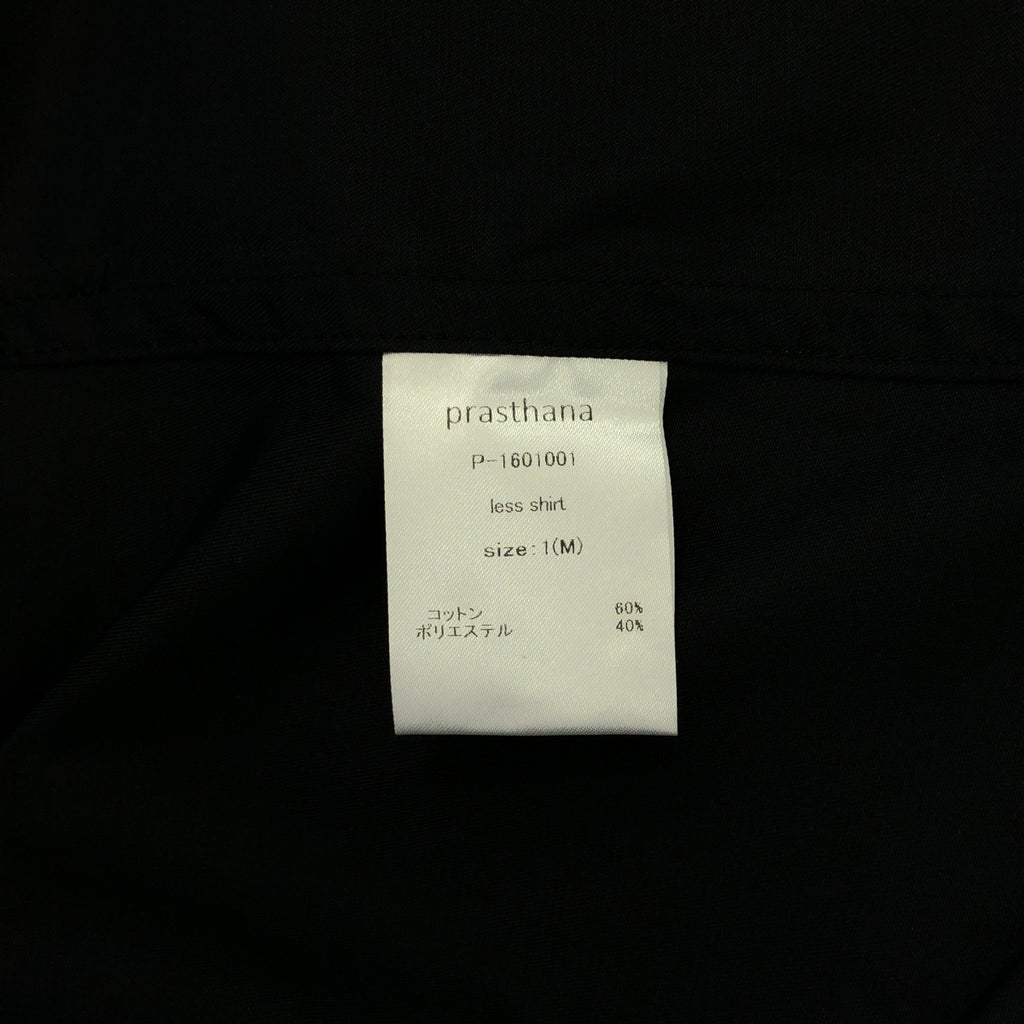 prasthana
P-1601001
less shirt
size:1(M)
コットン 60%
ポリエステル 40%